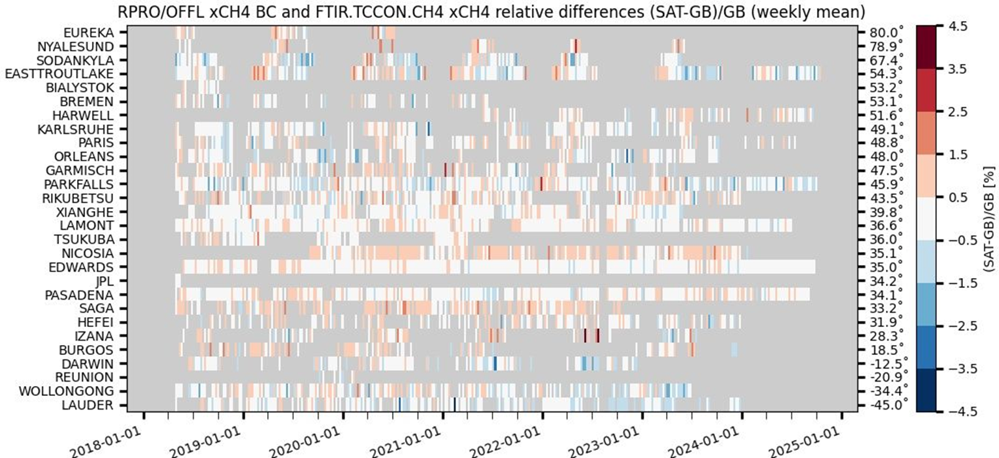 RPRO/OFFL xCH4 BC and FTIR.TCCON.CH4 xCH4 relative differences (SAT-GB)/GB (weekly mean)
EUREKA 80.0°
NYALESUND 78.9°
SODANKYLA 67.4°
EASTTROUTLAKE 54.3°
BIALYSTOK 53.2°
BREMEN 53.1°
HARWELL 51.6°
KARLSRUHE 49.1°
PARIS 48.8°
ORLEANS 48.0°
GARMISCH 47.5°
PARKFALLS 45.9°
RIKUBETSU 43.5°
XIANGHE 39.8°
LAMONT 36.6°
TSUKUBA 36.0°
NICOSIA 35.1°
EDWARDS 35.0°
JPL 34.2°
PASADENA 34.1°
SAGA 33.2°
HEFEI 31.9°
IZANA 28.3°
BURGOS 18.5°
DARWIN -12.5°
REUNION -20.9°
WOLLONGONG -34.4°
LAUDER -45.0°
2018-01-01 2019-01-01 2020-01-01 2021-01-01 2022-01-01 2023-01-01 2024-01-01 2025-01-01
4.5
3.5
2.5
1.5
0.5
−0.5
−1.5
−2.5
−3.5
−4.5
(SAT-GB)/GB [%]